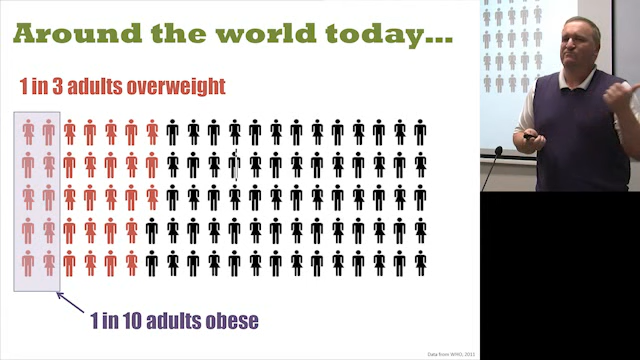 Around the world today...
1 in 3 adults overweight
1 in 10 adults obese
Data from WHO, 2011